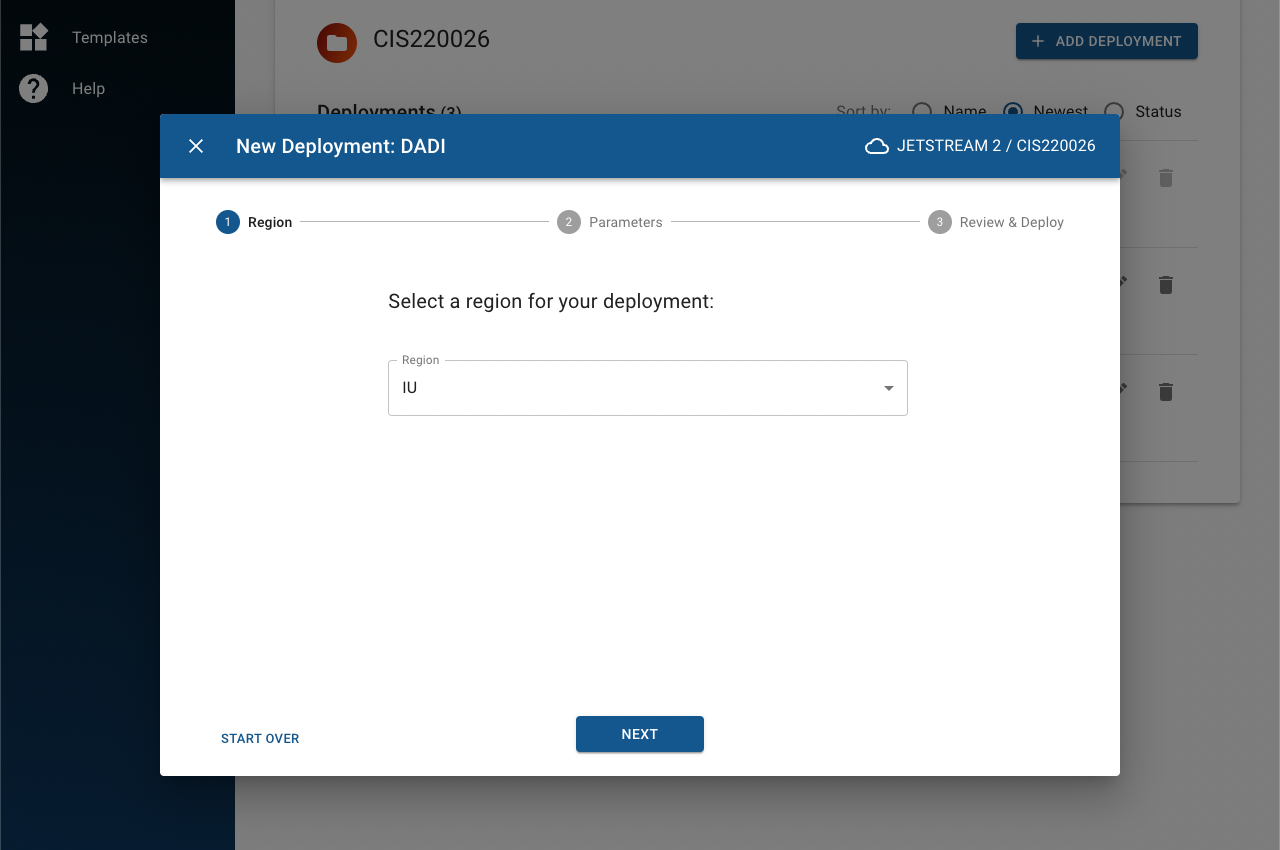 Templates
Help
CIS220026
ADD DEPLOYMENT
Deployments (3)
Sort by: Name Newest Status
New Deployment: DADI
JETSTREAM 2 / CIS220026
1 Region
2 Parameters
3 Review & Deploy
Select a region for your deployment:
Region
IU
START OVER
NEXT